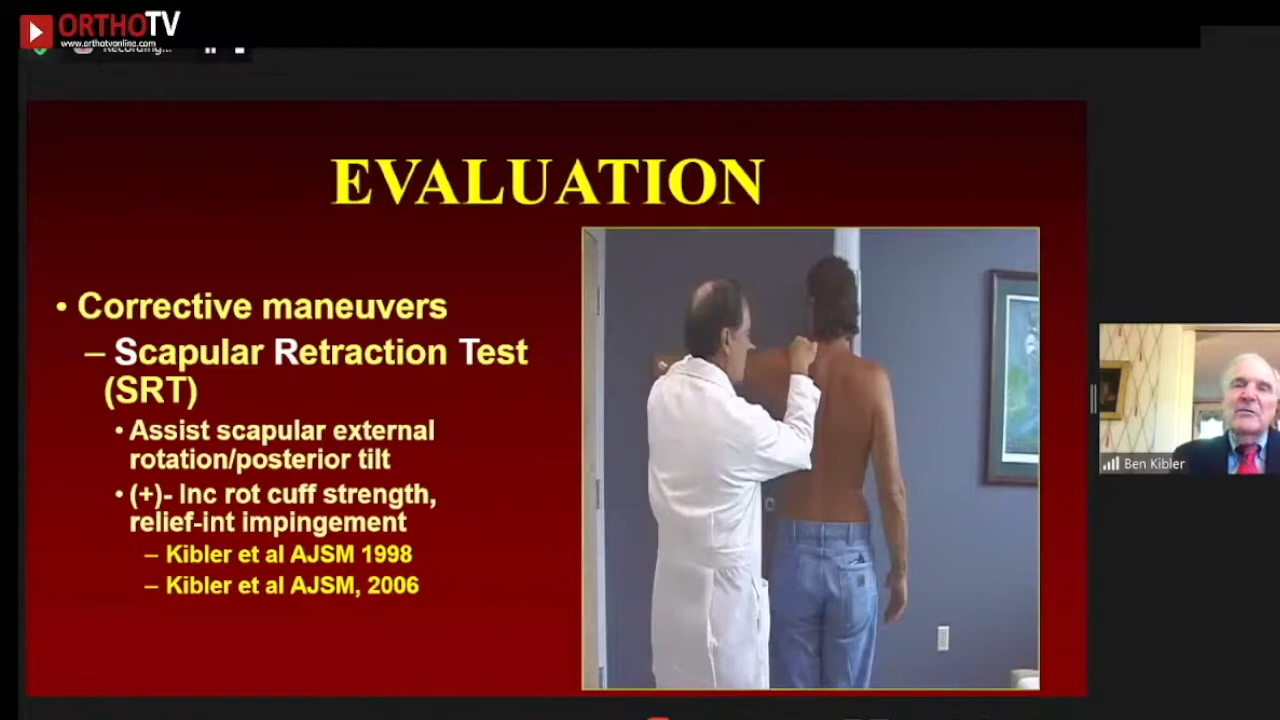 ORTHOTV
www.orthotvonline.com
Recording...
EVALUATION
• Corrective maneuvers
– Scapular Retraction Test
(SRT)
• Assist scapular external
rotation/posterior tilt
• (+)- Inc rot cuff strength,
relief-int impingement
– Kibler et al AJSM 1998
– Kibler et al AJSM, 2006
Ben Kibler